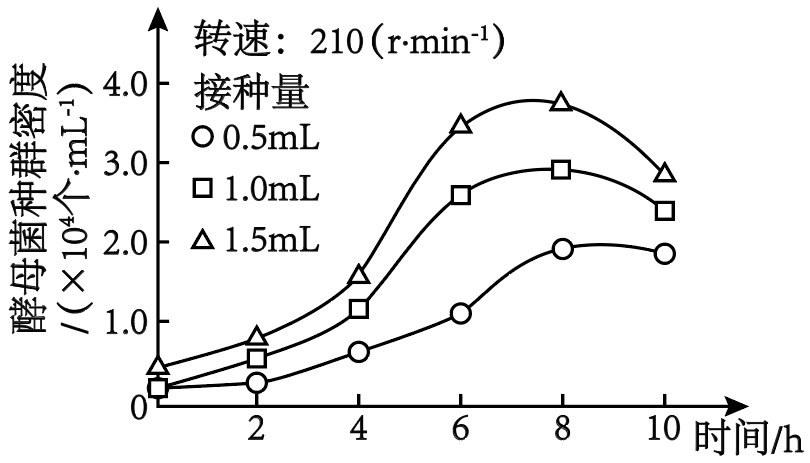 转速：210(r·min⁻¹)
接种量
0.5mL
1.0mL
1.5mL
酵母菌种群密度
/(×10⁴个·mL⁻¹)
4.0
3.0
2.0
1.0
0
2 4 6 8 10
时间/h